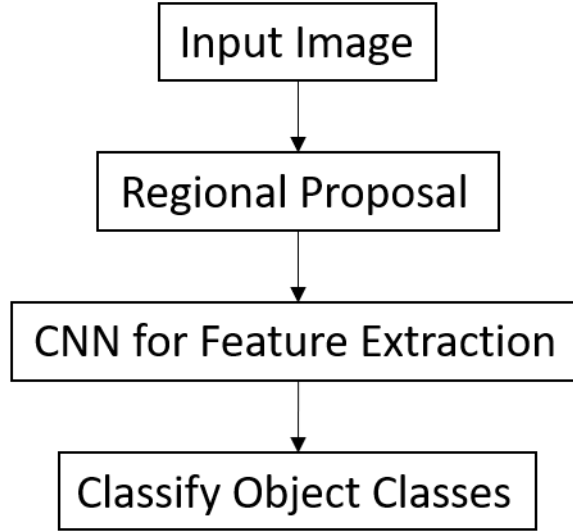 Input Image
Regional Proposal
CNN for Feature Extraction
Classify Object Classes